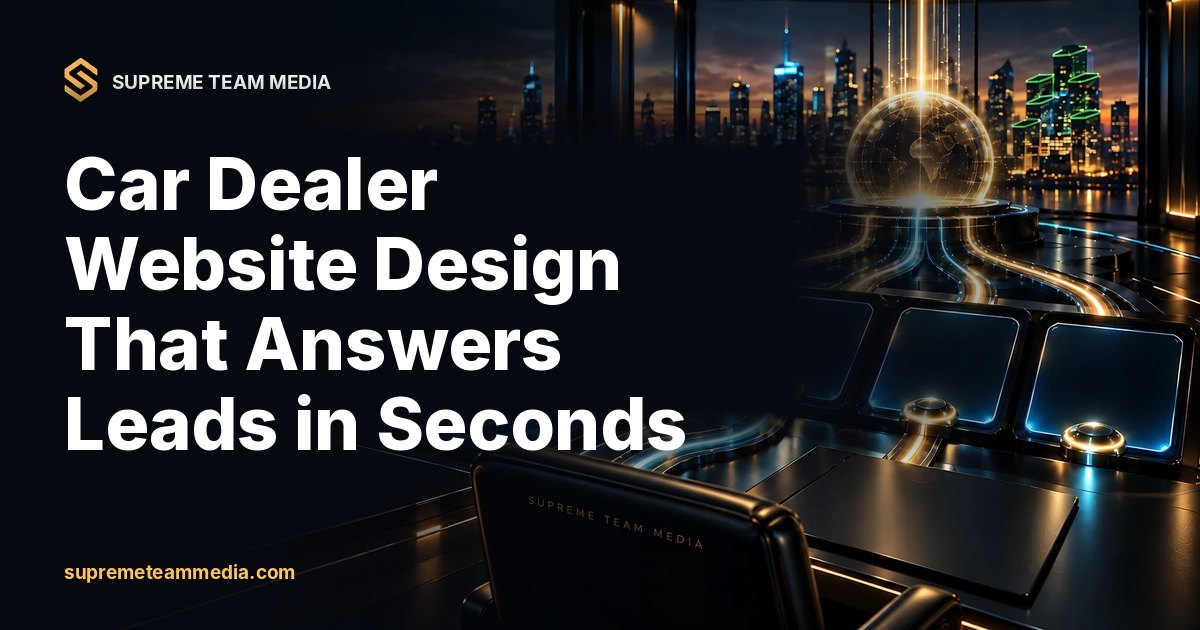 SUPREME TEAM MEDIA
Car Dealer
Website Design
That Answers
Leads in Seconds
SUPREME TEAM MEDIA
supremeteammedia.com